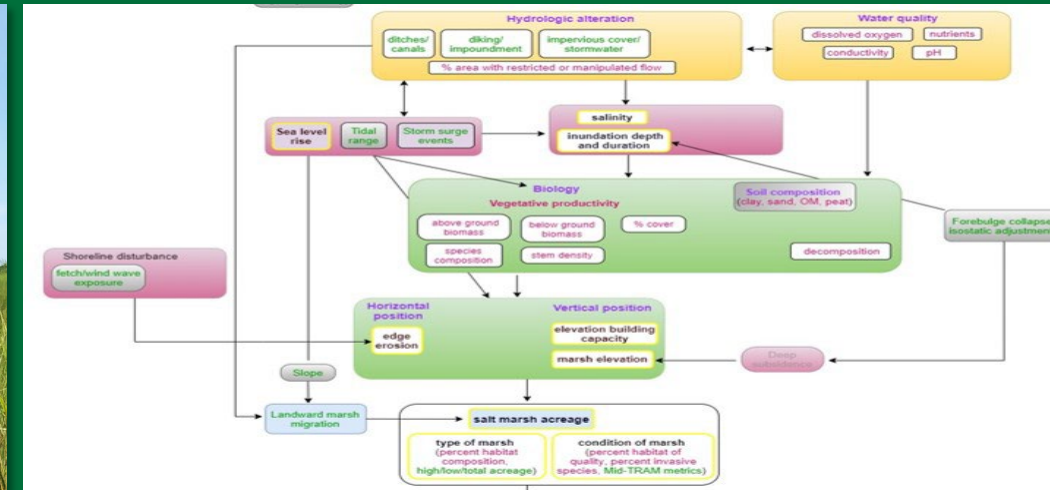 Hydrologic alteration
ditches/
canals
diking/
impoundment
impervious cover/
stormwater
% area with restricted or manipulated flow
Water quality
dissolved oxygen
nutrients
conductivity
pH
Sea level
rise
Tidal
range
Storm surge
events
salinity
inundation depth
and duration
Biology
Vegetative productivity
above ground
biomass
below ground
biomass
% cover
species
composition
stem density
Soil composition
(clay, sand, OM, peat)
decomposition
Forebulge collapse
isostatic adjustment
Shoreline disturbance
fetch/wind wave
exposure
Horizontal
position
edge
erosion
Vertical position
elevation building
capacity
marsh elevation
Deep
subsidence
Slope
Landward marsh
migration
salt marsh acreage
type of marsh
(percent habitat
composition,
high/low/total acreage)
condition of marsh
(percent habitat of
quality, percent invasive
species, Mid-TRAM metrics)